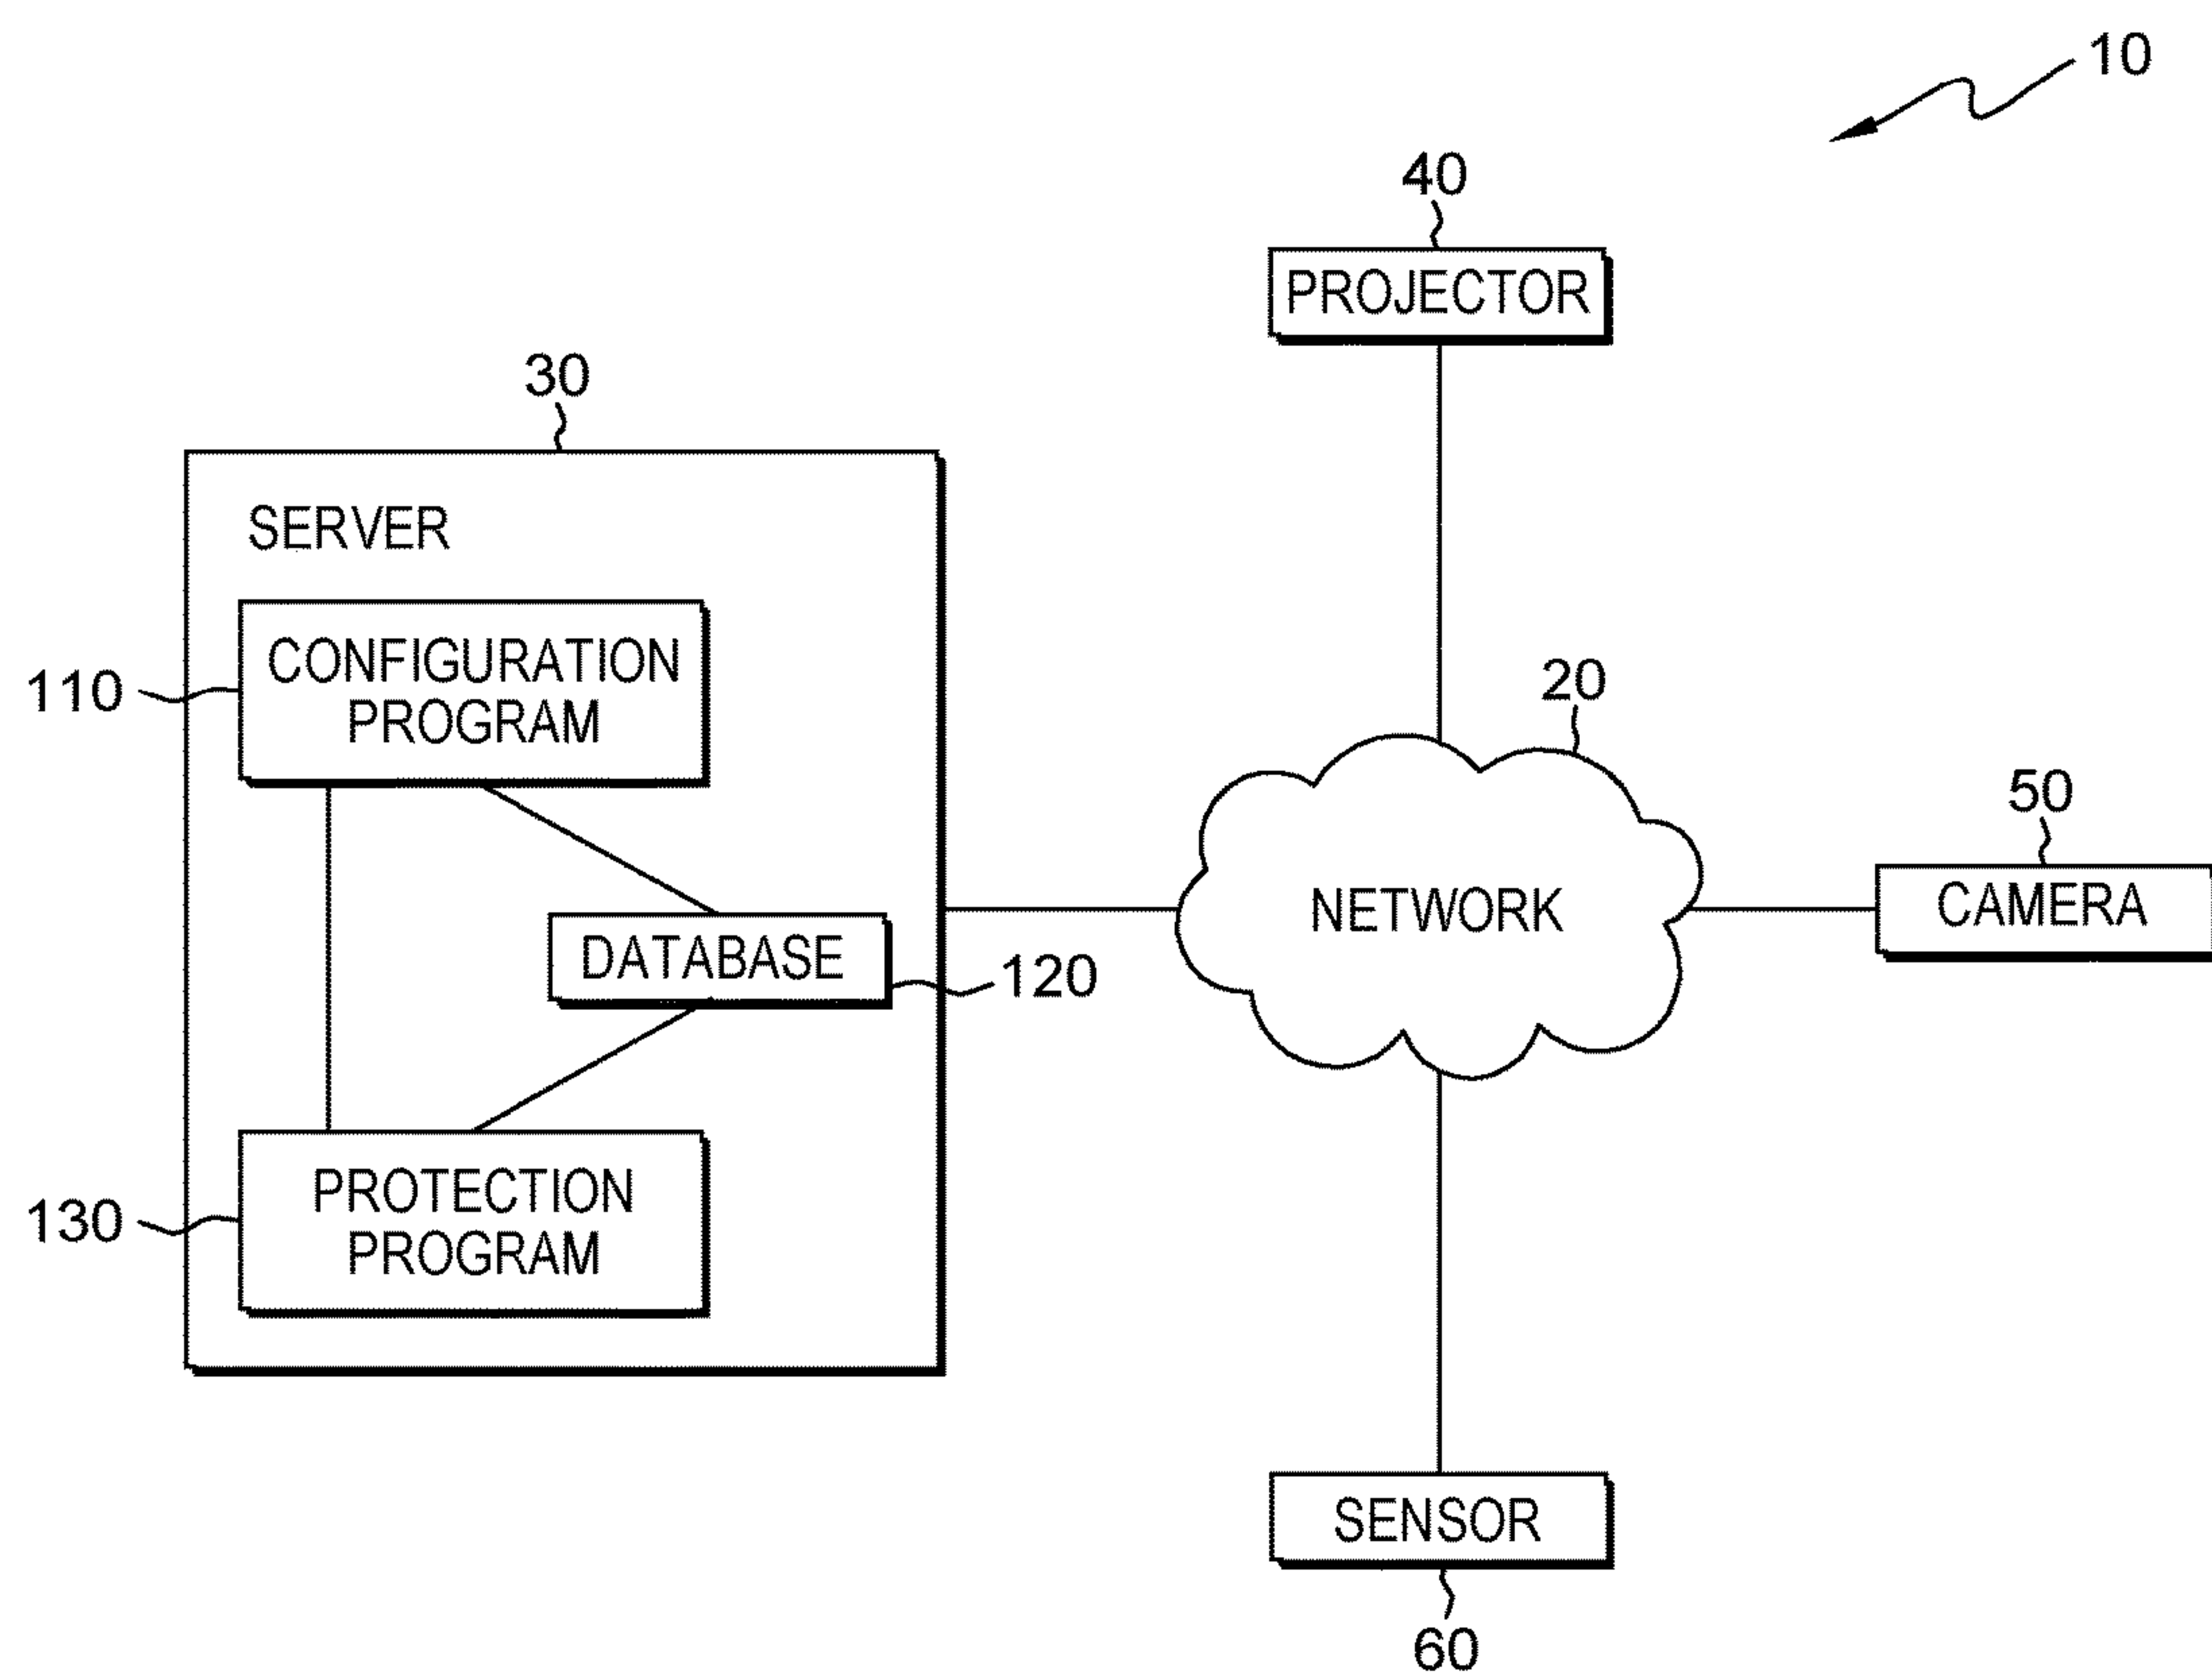 10
40
PROJECTOR
30
SERVER
CONFIGURATION
PROGRAM
110
20
50
NETWORK
CAMERA
DATABASE
120
PROTECTION
PROGRAM
130
SENSOR
60